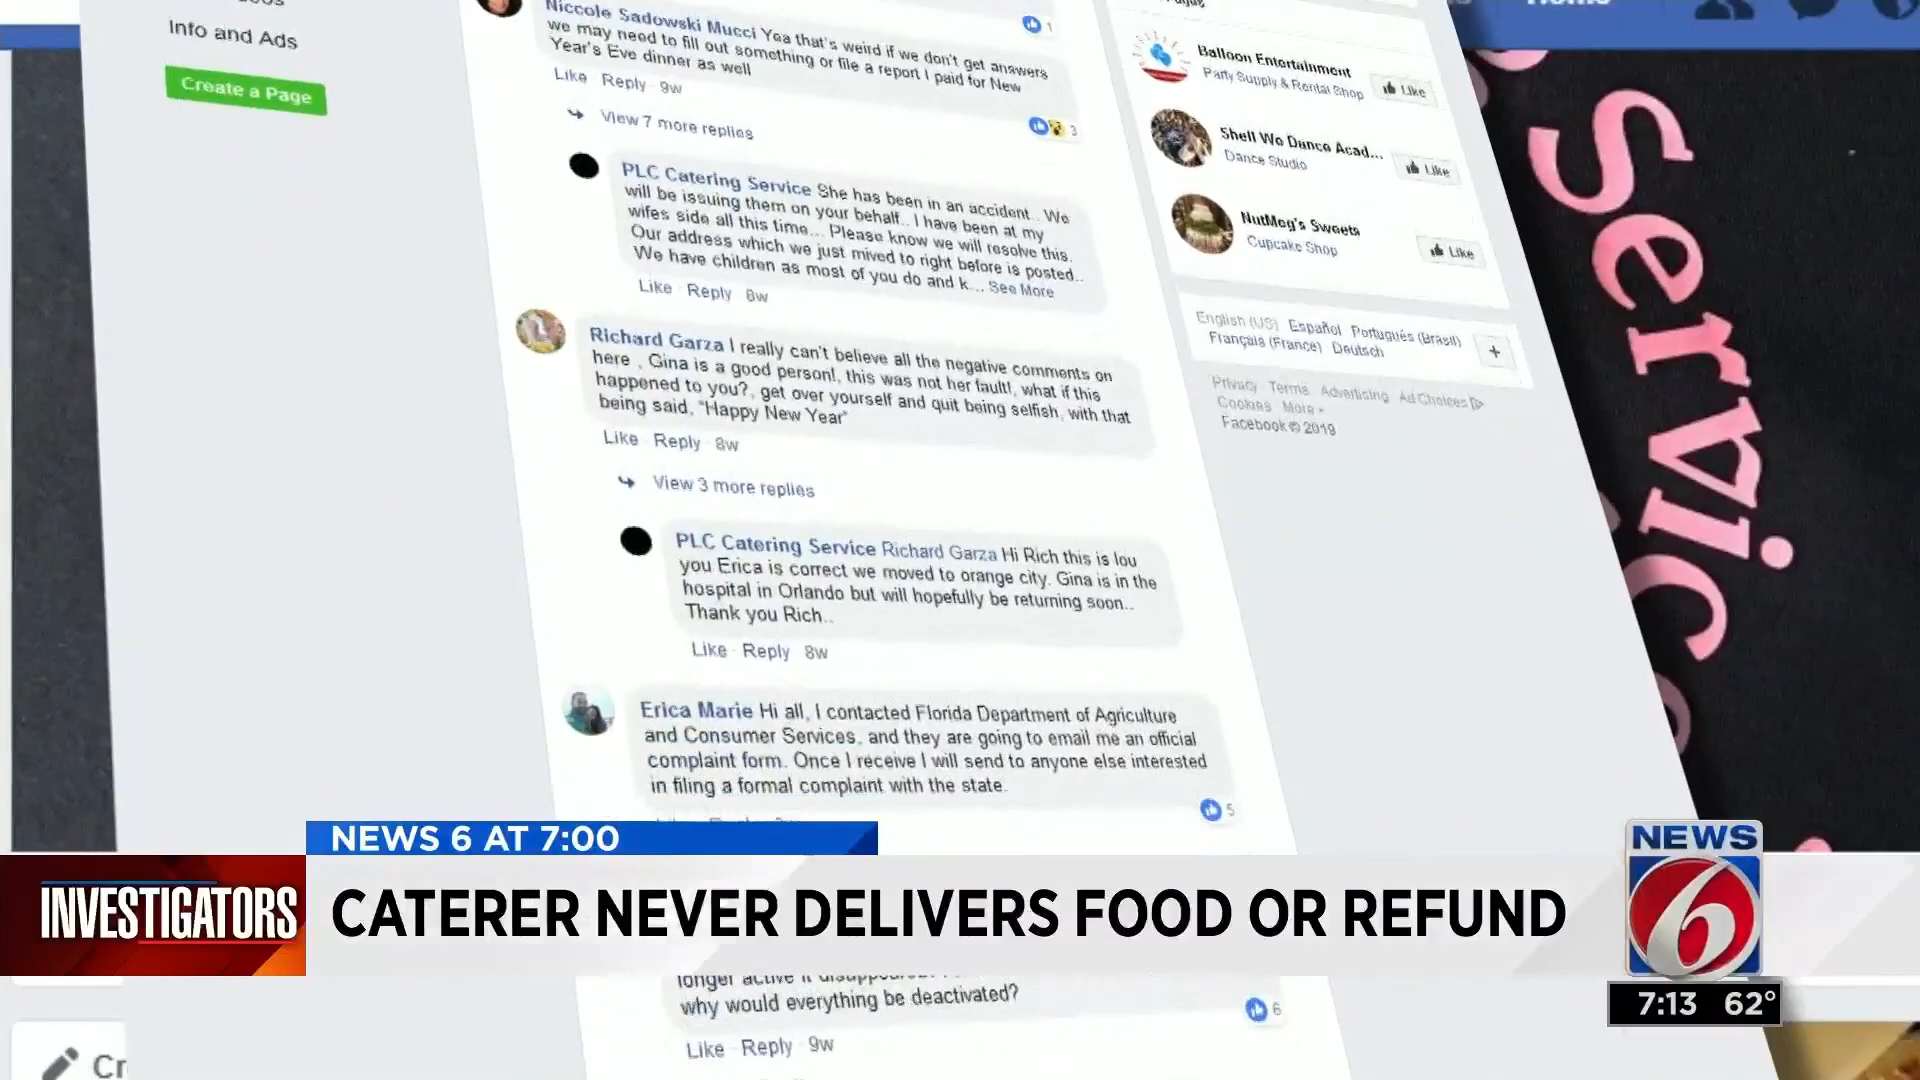 Info and Ads
Create a Page
Niccole Sadowski Mucci Yea that's weird if we don't get answers
we may need to fill out something or file a report I paid for New
Year's Eve dinner as well
1
Like Reply 9w
3
View 7 more replies
PLC Catering Service She has been in an accident.. We
will be issuing them on your behalf.. I have been at my
wifes side all this time... Please know we will resolve this.
Our address which we just mived to right before is posted..
We have children as most of you do and k... See More
Like Reply 8w
Richard Garza I really can't believe all the negative comments on
here , Gina is a good person!, this was not her fault!, what if this
happened to you?, get over yourself and quit being selfish, with that
being said, "Happy New Year"
Like Reply 8w
View 3 more replies
PLC Catering Service Richard Garza Hi Rich this is lou
you Erica is correct we moved to orange city. Gina is in the
hospital in Orlando but will hopefully be returning soon..
Thank you Rich..
Like Reply 8w
Erica Marie Hi all, I contacted Florida Department of Agriculture
and Consumer Services, and they are going to email me an official
complaint form. Once I receive I will send to anyone else interested
in filing a formal complaint with the state.
5
why would everything be deactivated?
6
Like Reply 9w
Balloon Entertainment
Party Supply & Rental Shop
Like
Shell We Dance Acad...
Dance Studio
Like
NutMeg's Sweets
Cupcake Shop
Like
English (US) Español Português (Brasil)
Français (France) Deutsch
+
Privacy Terms Advertising Ad Choices
Cookies More
Facebook © 2019
Service
NEWS 6 AT 7:00
INVESTIGATORS
CATERER NEVER DELIVERS FOOD OR REFUND
NEWS
6
7:13 62°